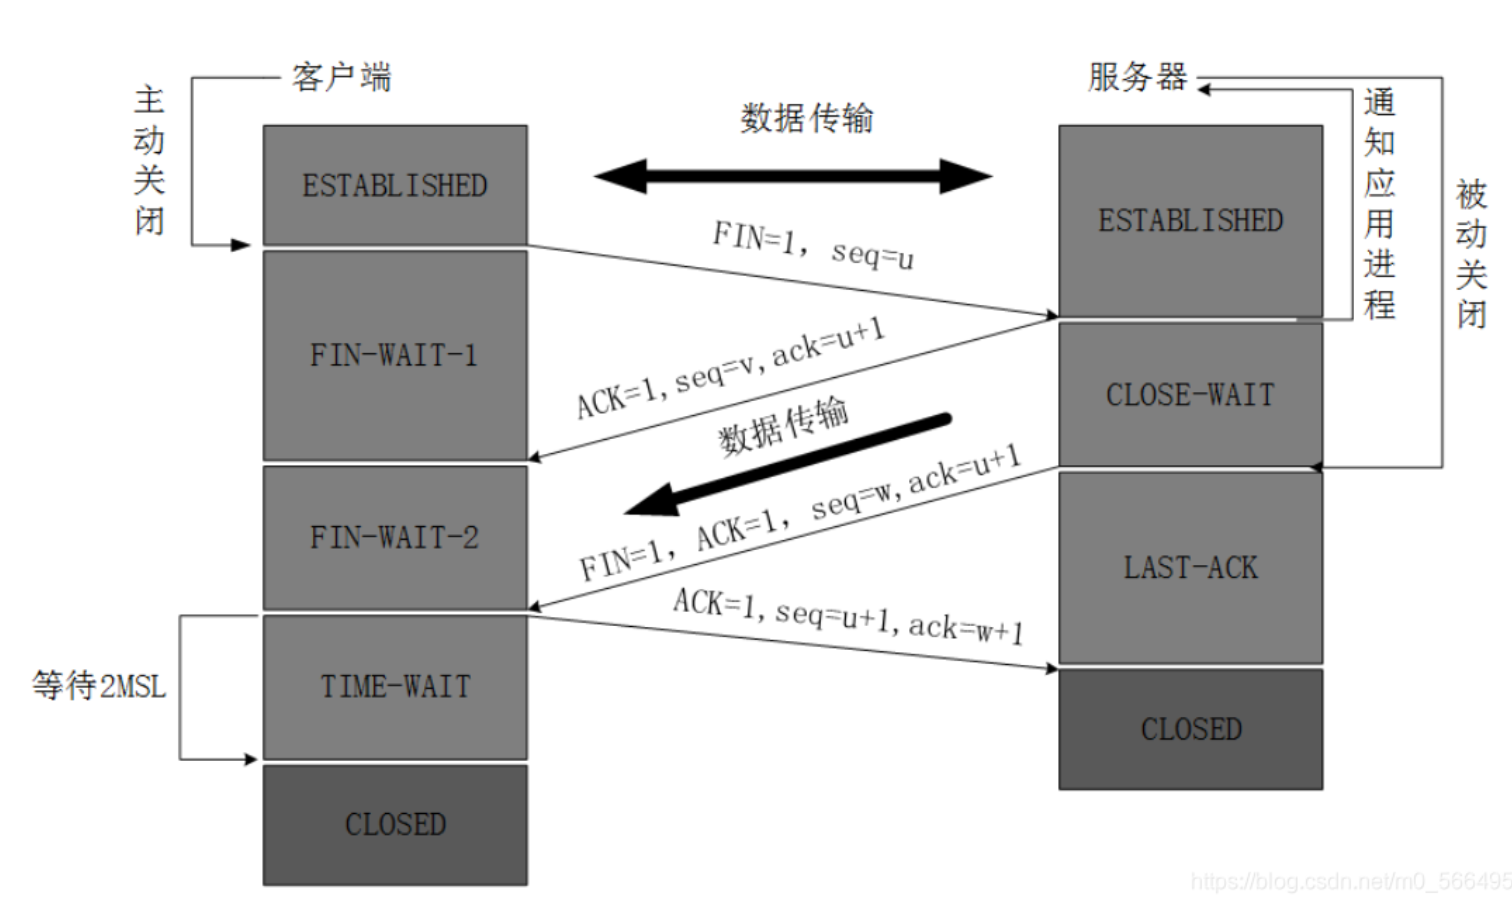 客户端
服务器
主动关闭
数据传输
通知应用进程
被动关闭
ESTABLISHED
ESTABLISHED
FIN=1, seq=u
FIN-WAIT-1
ACK=1,seq=v,ack=u+1
CLOSE-WAIT
数据传输
FIN-WAIT-2
FIN=1, ACK=1, seq=w,ack=u+1
LAST-ACK
ACK=1,seq=u+1,ack=w+1
等待2MSL
TIME-WAIT
CLOSED
CLOSED
https://blog.csdn.net/m0_566495